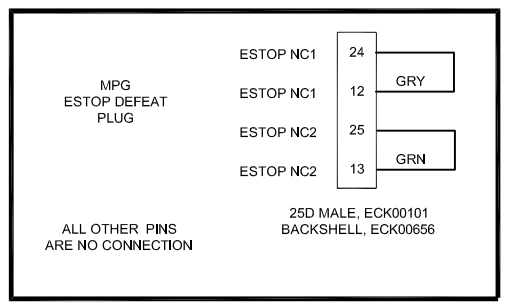 MPG
ESTOP DEFEAT
PLUG
ESTOP NC1 24
ESTOP NC1 12
GRY
ESTOP NC2 25
ESTOP NC2 13
GRN
25D MALE, ECK00101
BACKSHELL, ECK00656
ALL OTHER PINS
ARE NO CONNECTION